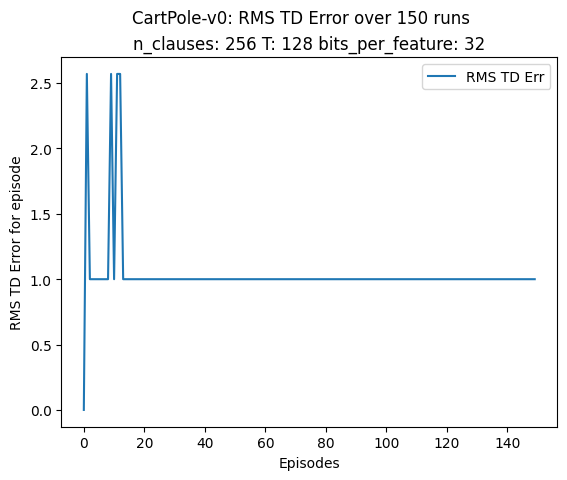 CartPole-v0: RMS TD Error over 150 runs
n_clauses: 256 T: 128 bits_per_feature: 32
RMS TD Err
2.5
2.0
1.5
1.0
0.5
0.0
RMS TD Error for episode
0 20 40 60 80 100 120 140
Episodes